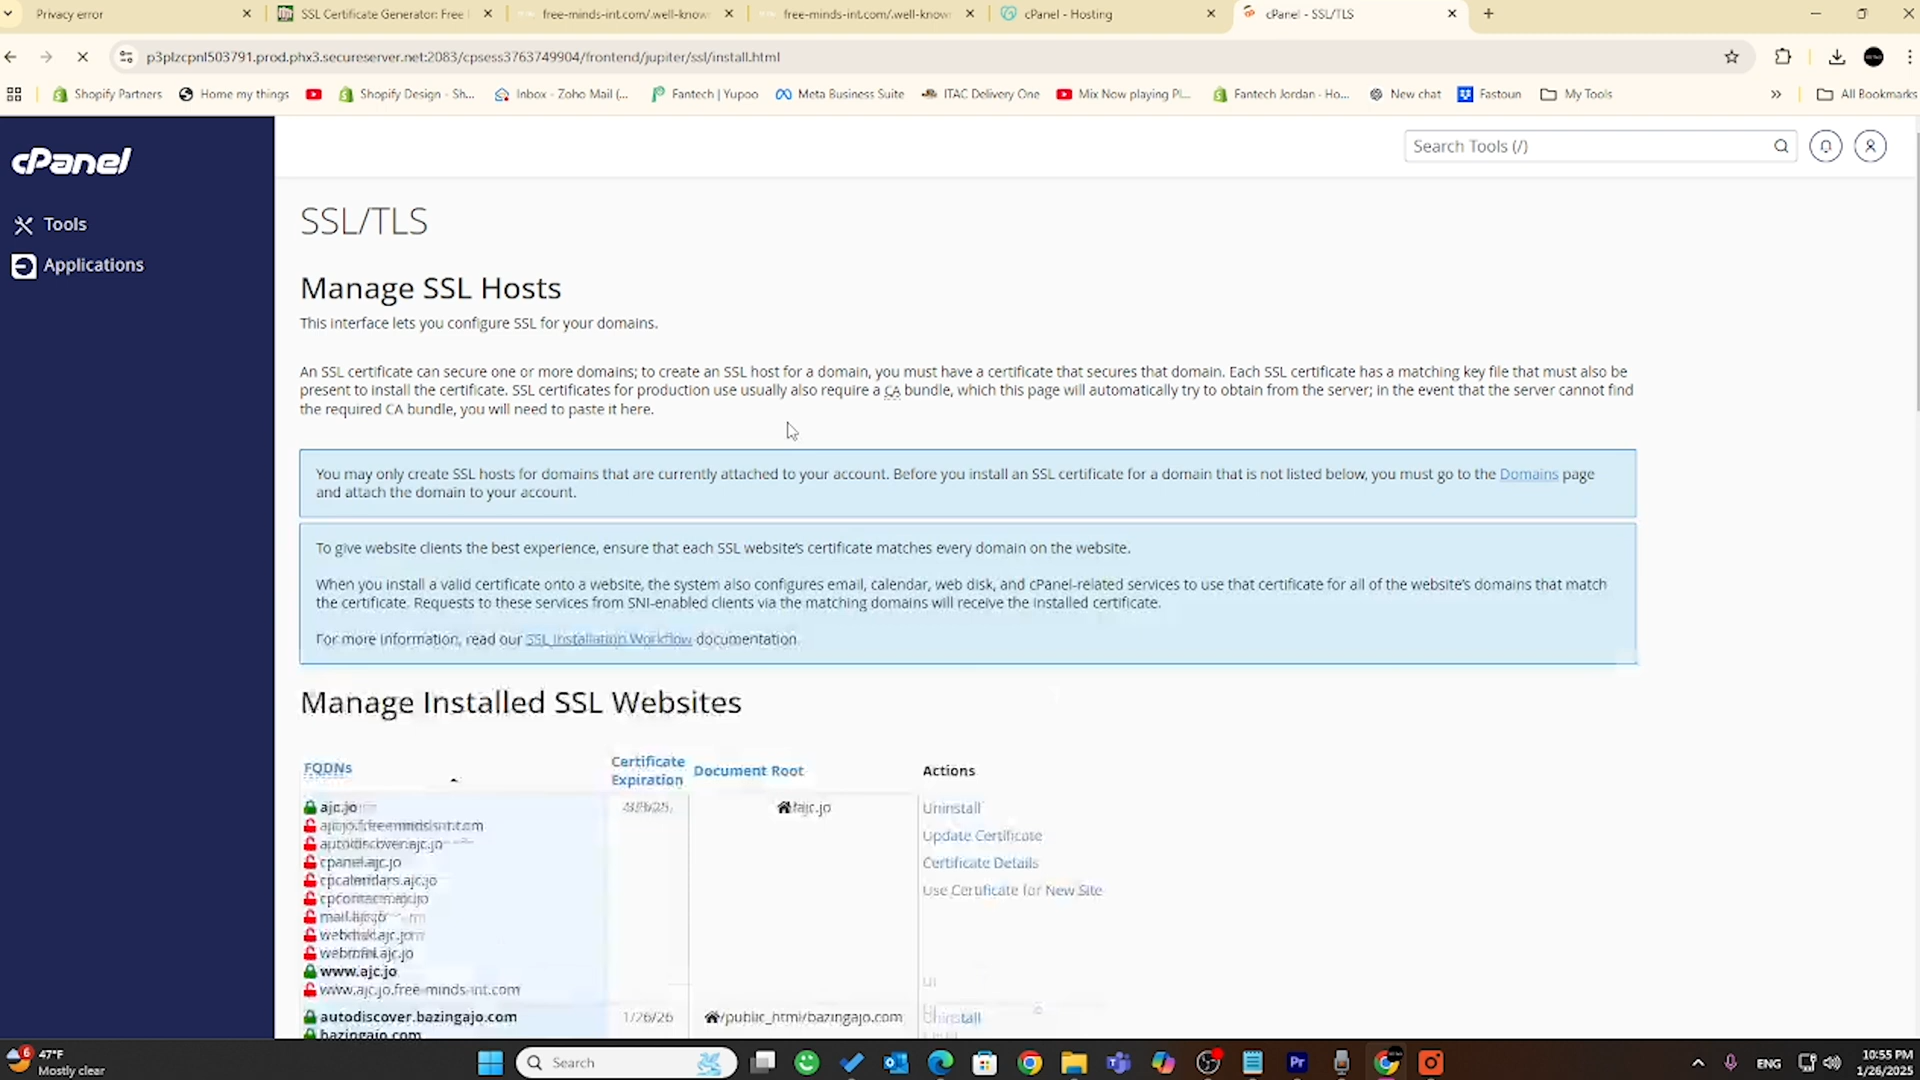 Privacy error
SSL Certificate Generator: Free
free-minds-int.com/.well-know
free-minds-int.com/.well-know
cPanel - Hosting
cPanel - SSL/TLS
p3plzcpnl503791.prod.phx3.secureserver.net:2083/cpsess3763749904/frontend/jupiter/ssl/install.html
Shopify Partners
Home my things
Shopify Design - Sh...
Inbox - Zoho Mail (...
Fantech | Yupoo
Meta Business Suite
ITAC Delivery One
Mix Now playing Pl...
Fantech Jordan - Ho...
New chat
Fastoun
My Tools
All Bookmarks
cPanel
Search Tools (/)
Tools
Applications
SSL/TLS
Manage SSL Hosts
This interface lets you configure SSL for your domains.
An SSL certificate can secure one or more domains; to create an SSL host for a domain, you must have a certificate that secures that domain. Each SSL certificate has a matching key file that must also be
present to install the certificate. SSL certificates for production use usually also require a CA bundle, which this page will automatically try to obtain from the server; in the event that the server cannot find
the required CA bundle, you will need to paste it here.
You may only create SSL hosts for domains that are currently attached to your account. Before you install an SSL certificate for a domain that is not listed below, you must go to the Domains page
and attach the domain to your account.
To give website clients the best experience, ensure that each SSL website's certificate matches every domain on the website.
When you install a valid certificate onto a website, the system also configures email, calendar, web disk, and cPanel-related services to use that certificate for all of the website's domains that match
the certificate. Requests to these services from SNI-enabled clients via the matching domains will receive the installed certificate.
For more information, read our SSL Installation Workflow documentation.
Manage Installed SSL Websites
FQDNs
Certificate
Expiration
Document Root
Actions
ajc.jo
autodiscover.ajc.jo
cpanel.ajc.jo
cpcalendars.ajc.jo
mail.ajc.jo
webmail.ajc.jo
www.ajc.jo
www.ajc.jo.free-minds-int.com
Uninstall
Update Certificate
Certificate Details
Use Certificate for New Site
autodiscover.bazingajo.com
1/26/26
/public_html/bazingajo.com
Uninstall
bazingajo.com
6
47°F
Mostly clear
Search
Pr
ENG
10:55 PM
1/26/2025